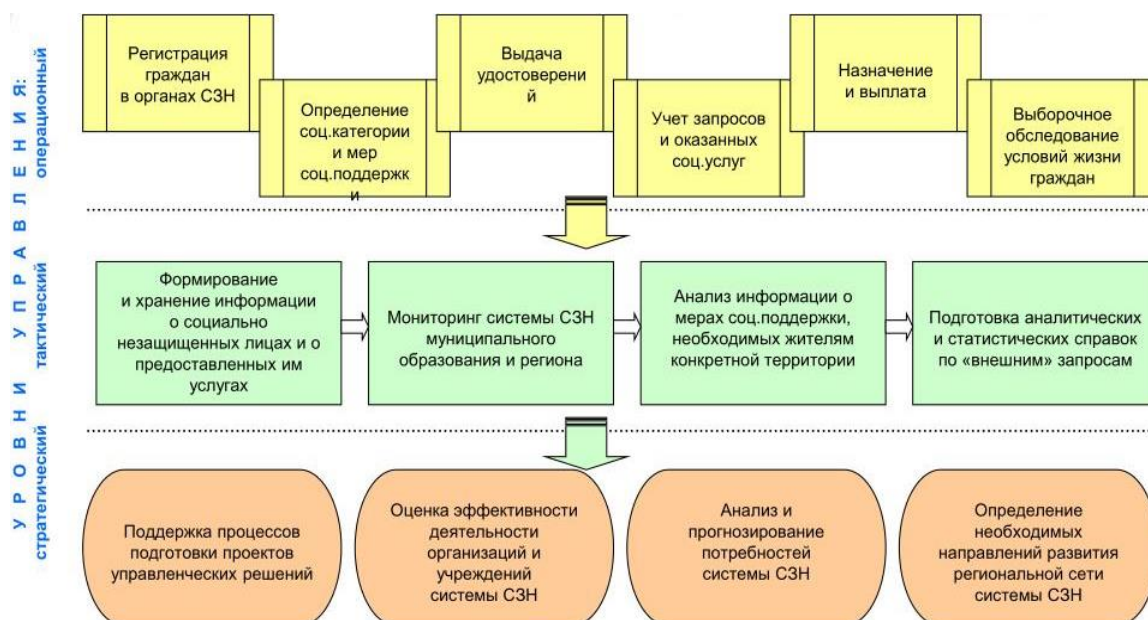 УРОВНИ УПРАВЛЕНИЯ:
операционный
Регистрация
граждан
в органах СЗН
Определение
соц.категории
и мер
соц.поддержк
и
Выдача
удостоверени
й
Учет запросов
и оказанных
соц.услуг
Назначение
и выплата
Выборочное
обследование
условий жизни
граждан
тактический
Формирование
и хранение информации
о социально
незащищенных лицах и о
предоставленных им
услугах
Мониторинг системы СЗН
муниципального
образования и региона
Анализ информации о
мерах соц.поддержки,
необходимых жителям
конкретной территории
Подготовка аналитических
и статистических справок
по «внешним» запросам
стратегический
Поддержка процессов
подготовки проектов
управленческих решений
Оценка эффективности
деятельности
организаций и
учреждений
системы СЗН
Анализ и
прогнозирование
потребностей
системы СЗН
Определение
необходимых
направлений развития
региональной сети
системы СЗН